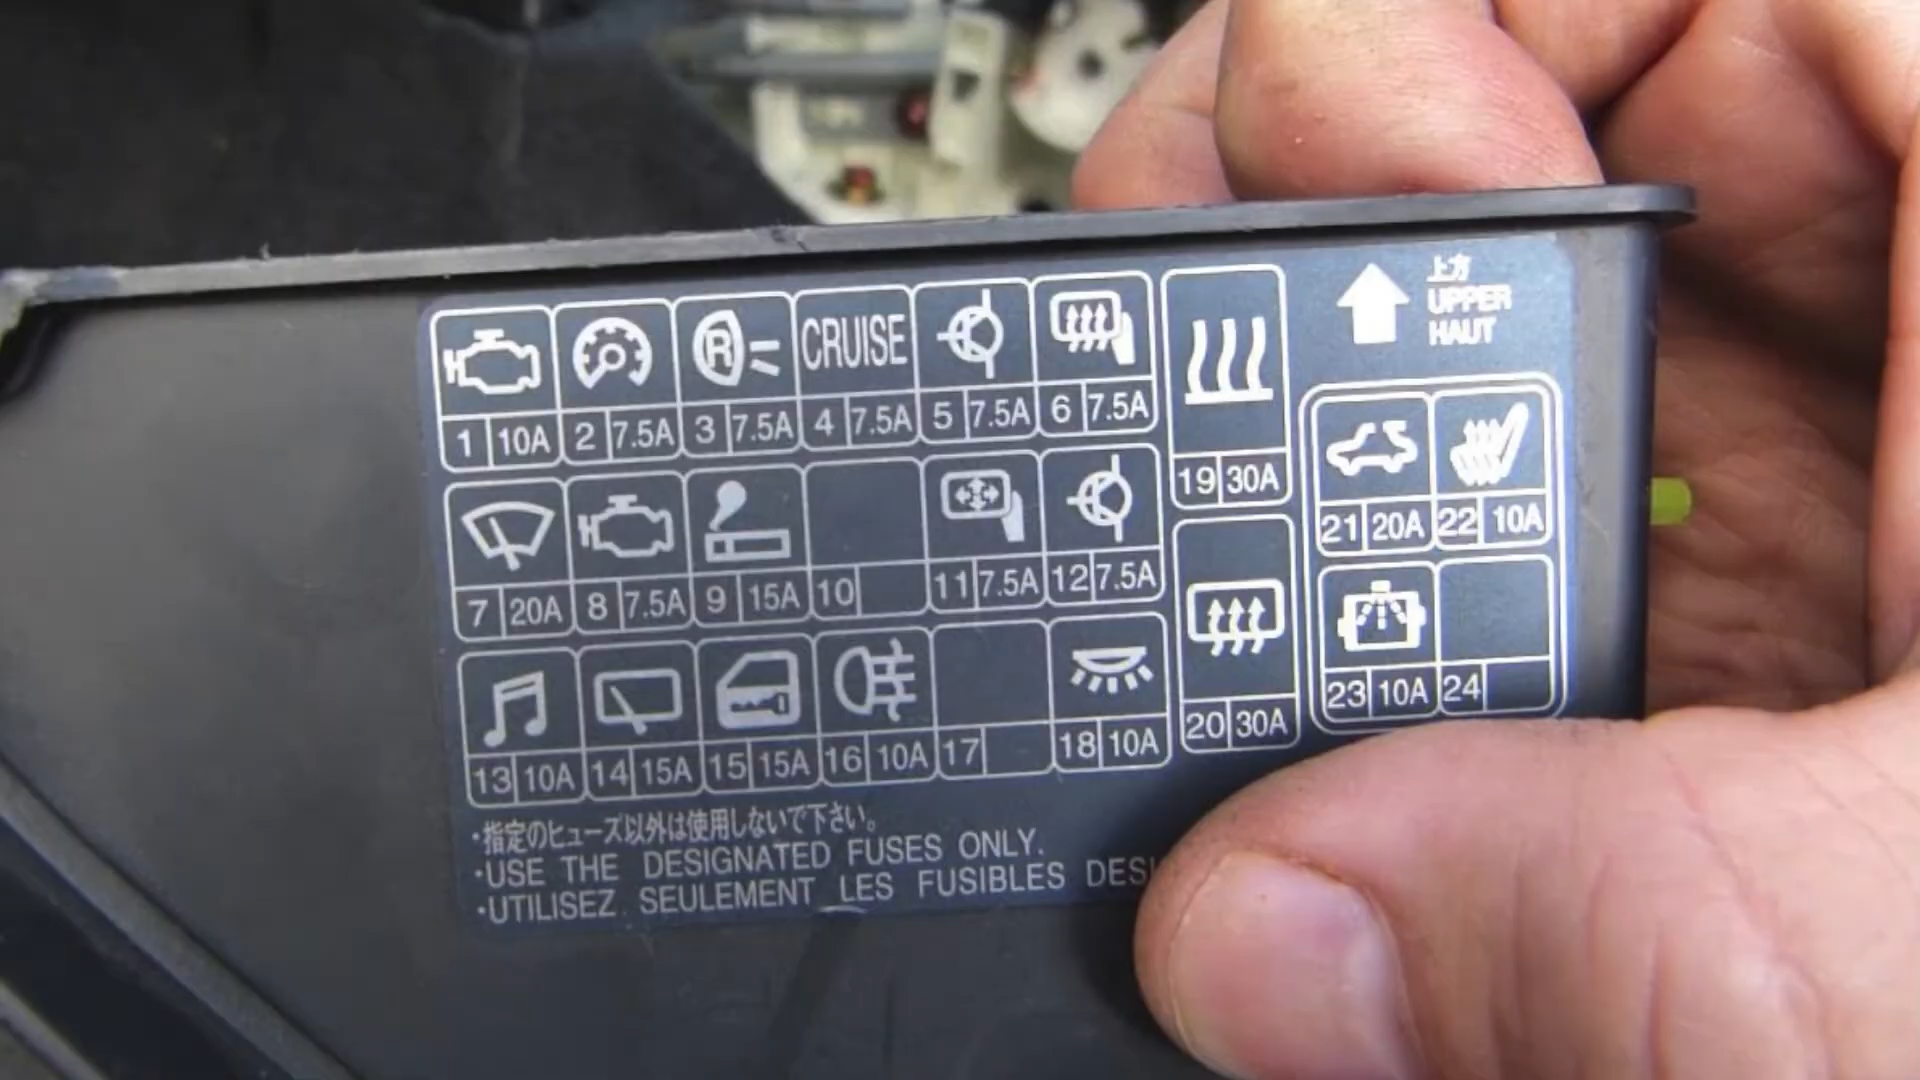 上方
UPPER
HAUT
R
CRUISE
1 10A 2 7.5A 3 7.5A 4 7.5A 5 7.5A 6 7.5A
19 30A
21 20A 22 10A
7 20A 8 7.5A 9 15A 10 11 7.5A 12 7.5A
20 30A
23 10A 24
13 10A 14 15A 15 15A 16 10A 17 18 10A
・指定のヒューズ以外は使用しないで下さい。
・USE THE DESIGNATED FUSES ONLY.
・UTILISEZ SEULEMENT LES FUSIBLES